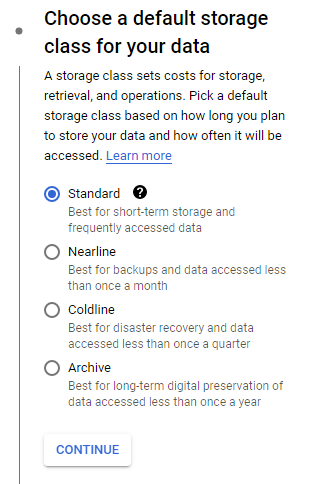 Choose a default storage
class for your data
A storage class sets costs for storage,
retrieval, and operations. Pick a default
storage class based on how long you plan
to store your data and how often it will be
accessed. Learn more
Standard ?
Best for short-term storage and
frequently accessed data
Nearline
Best for backups and data accessed less
than once a month
Coldline
Best for disaster recovery and data
accessed less than once a quarter
Archive
Best for long-term digital preservation of
data accessed less than once a year
CONTINUE